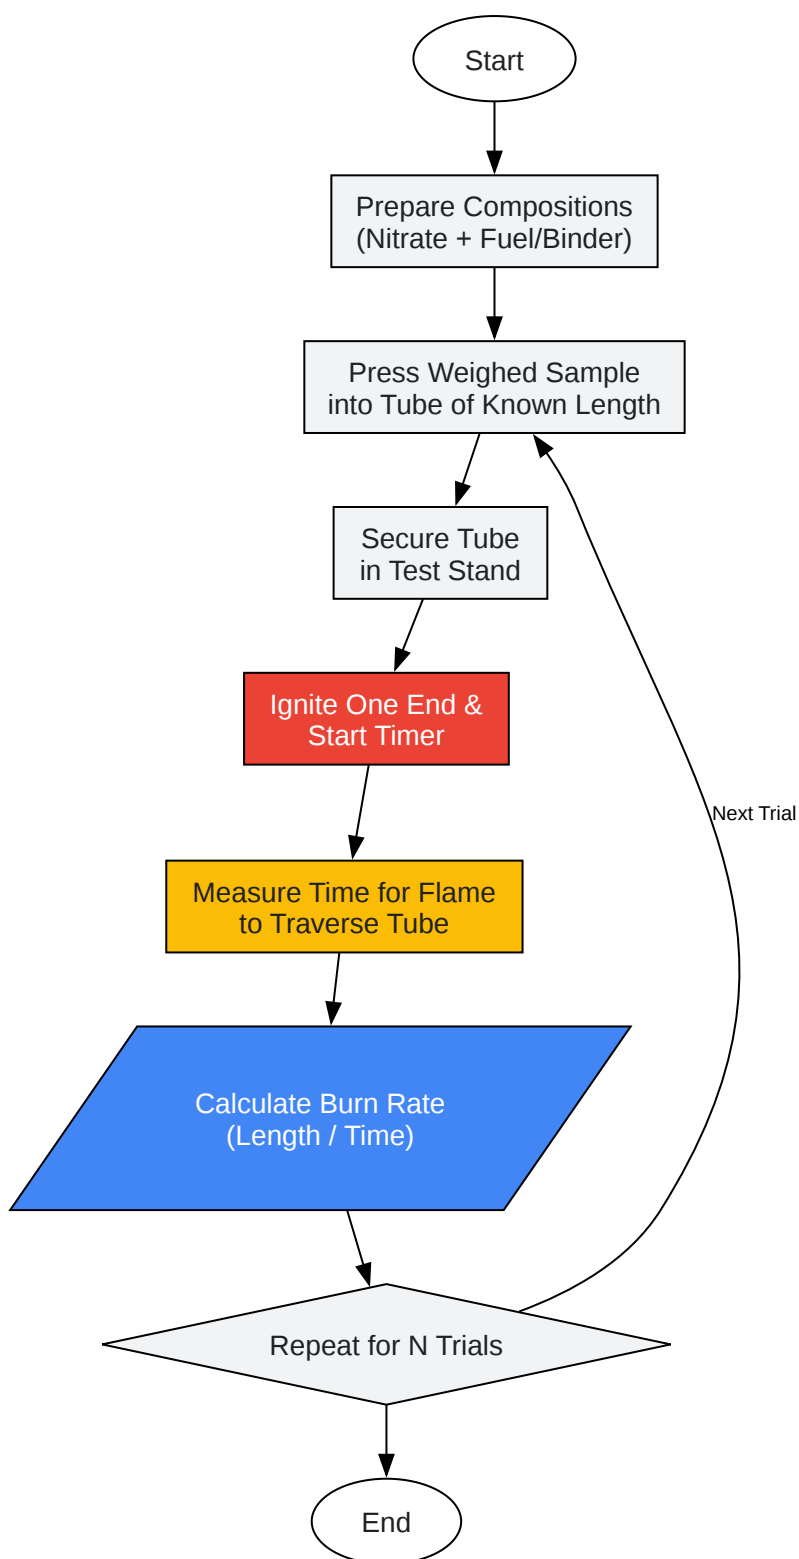 Start
Prepare Compositions
(Nitrate + Fuel/Binder)
Press Weighed Sample
into Tube of Known Length
Secure Tube
in Test Stand
Ignite One End &
Start Timer
Next Trial
Measure Time for Flame
to Traverse Tube
Calculate Burn Rate
(Length / Time)
Repeat for N Trials
End